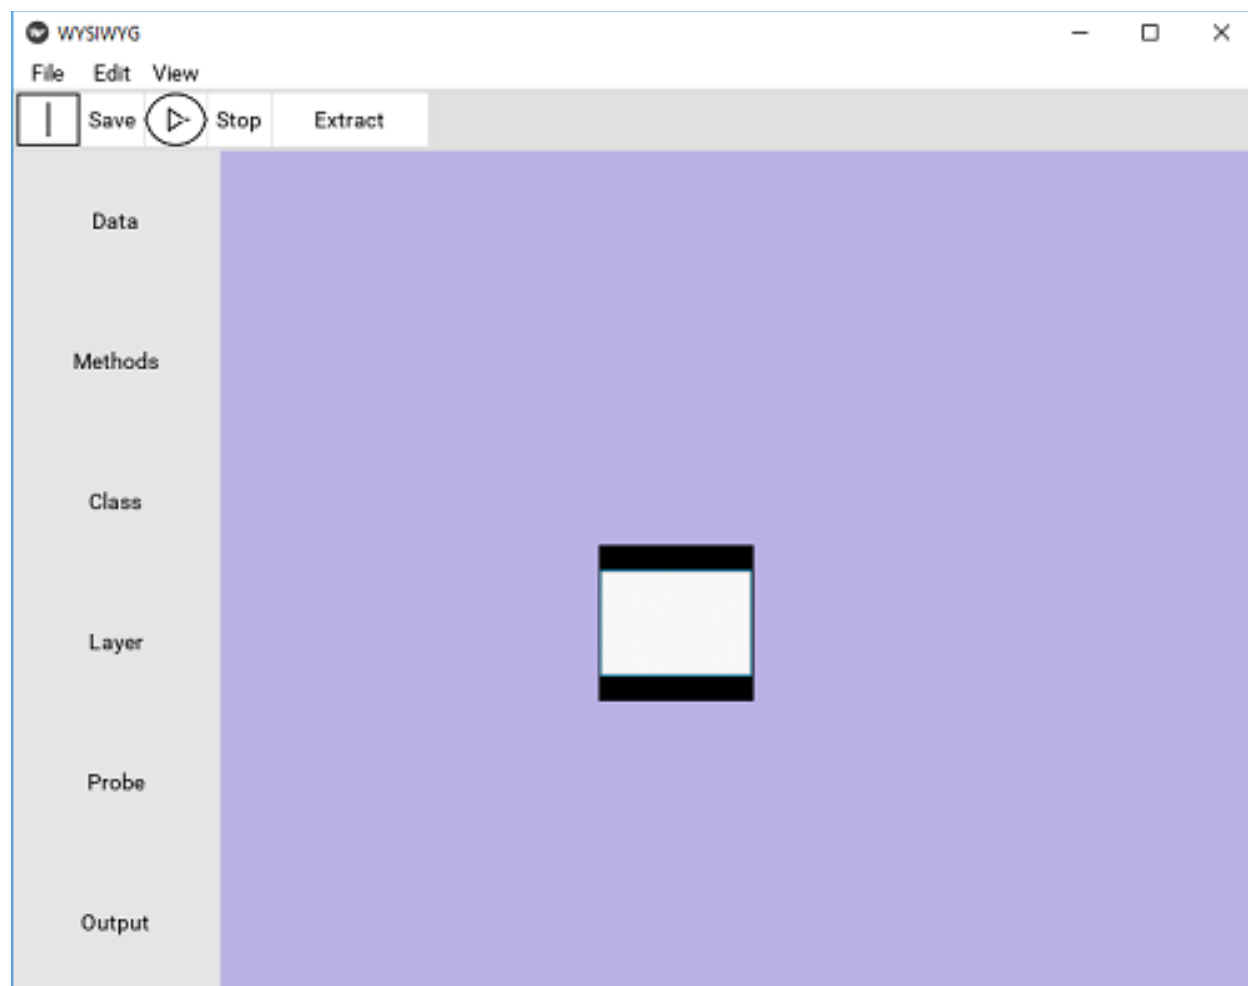 WYSIWYG
File Edit View
Save Stop Extract
Data
Methods
Class
Layer
Probe
Output